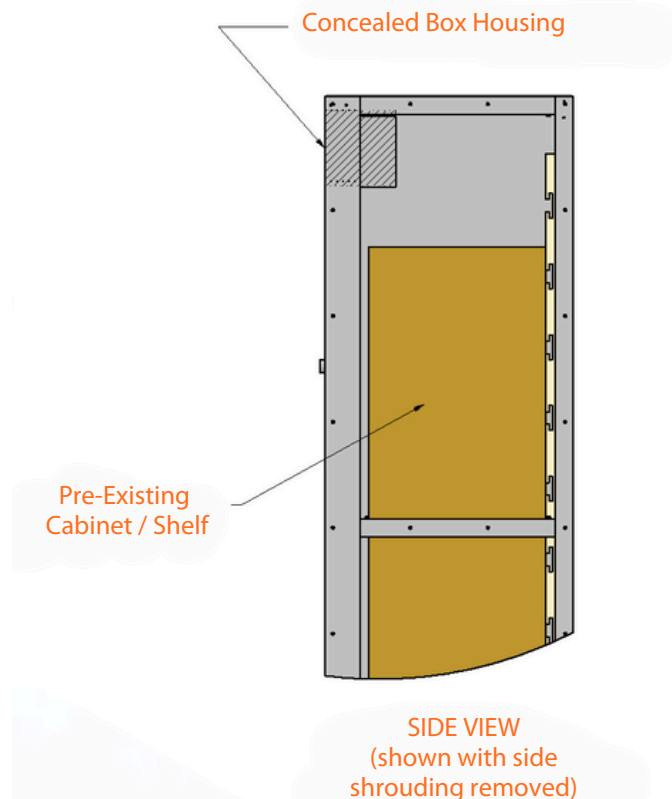 Concealed Box Housing
Pre-Existing
Cabinet / Shelf
SIDE VIEW
(shown with side
shrouding removed)